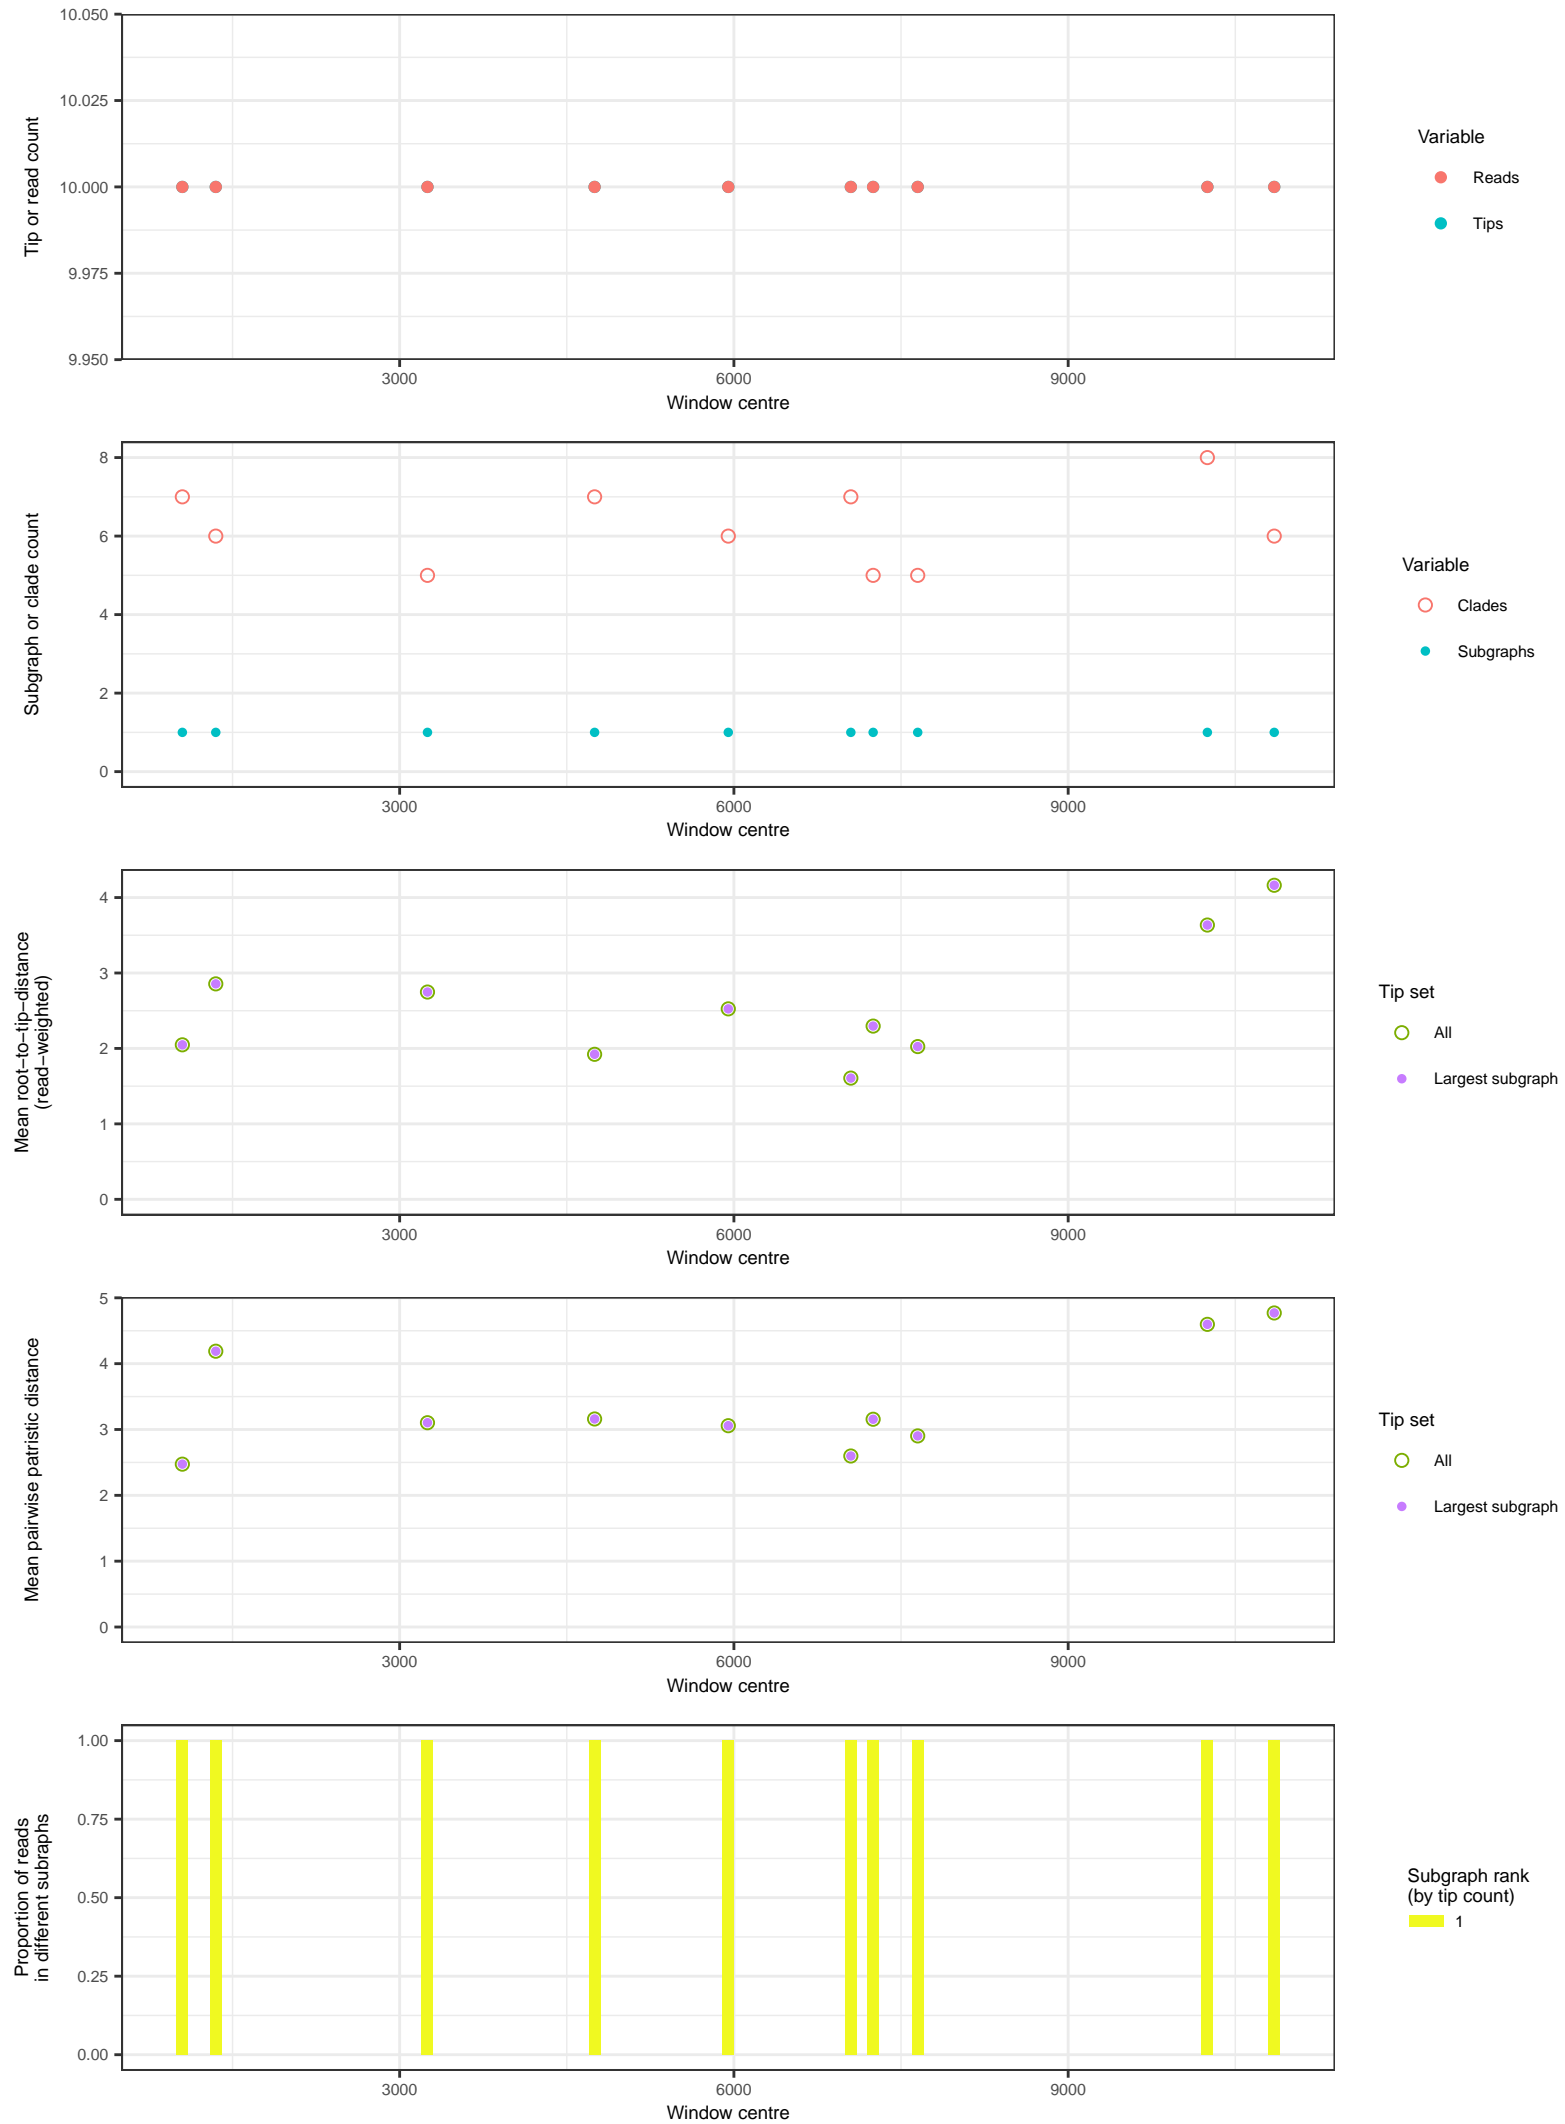 10.050
10.025
10.000
9.975
9.950
Tip or read count
3000 6000 9000
Window centre
Variable
Reads
Tips
8
6
4
2
0
Subgraph or clade count
3000 6000 9000
Window centre
Variable
Clades
Subgraphs
4
3
2
1
0
Mean root−to−tip−distance
(read−weighted)
3000 6000 9000
Window centre
Tip set
All
Largest subgraph
5
4
3
2
1
0
Mean pairwise patristic distance
3000 6000 9000
Window centre
Tip set
All
Largest subgraph
1.00
0.75
0.50
0.25
0.00
Proportion of reads
in different subraphs
3000 6000 9000
Window centre
Subgraph rank
(by tip count)
1